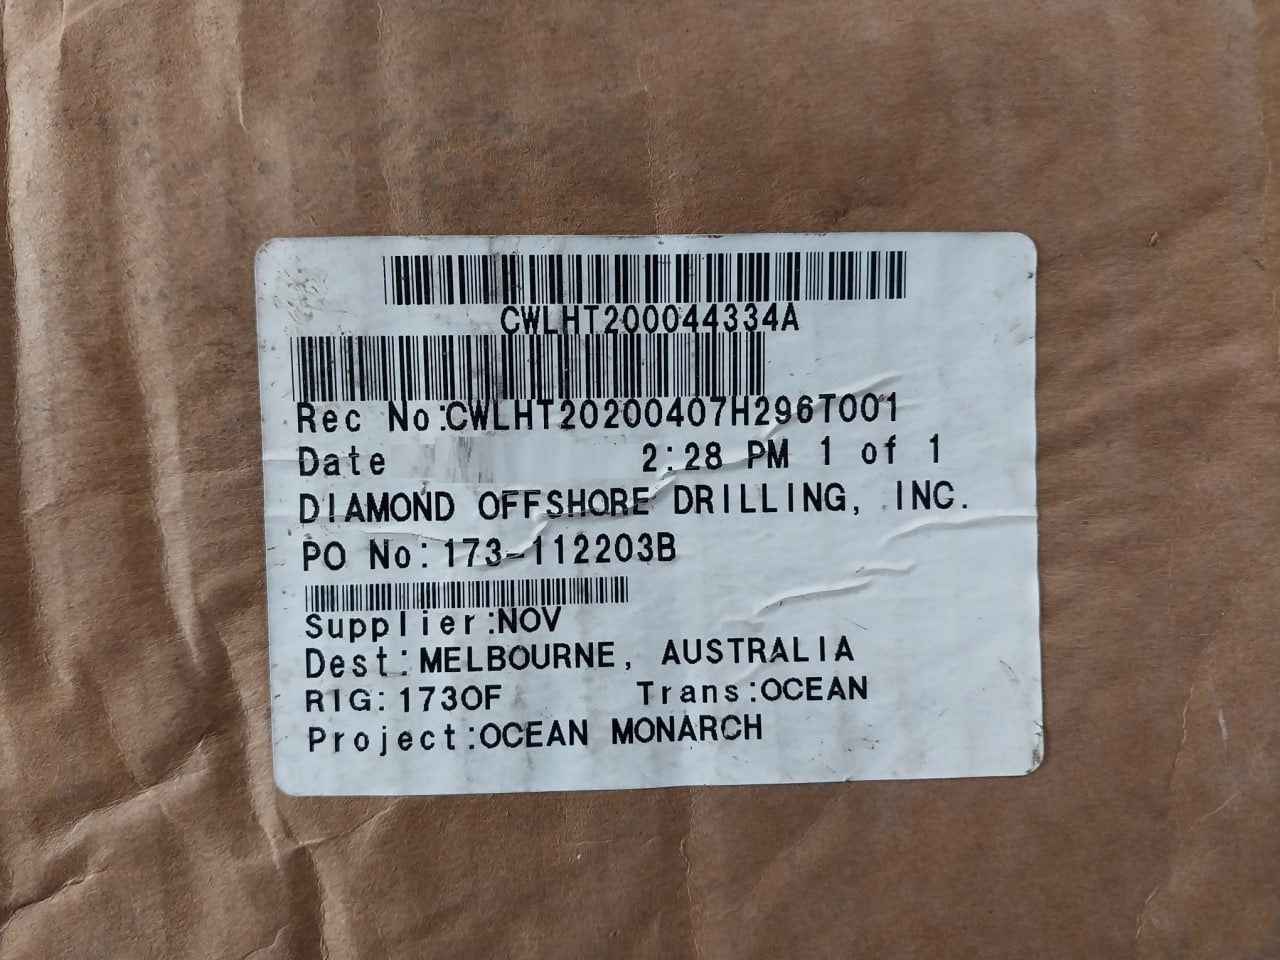 CWLHT200044334A
Rec No:CWLHT20200407H296T001
Date 2:28 PM 1 of 1
DIAMOND OFFSHORE DRILLING, INC.
PO No:173-112203B
Supplier:NOV
Dest:MELBOURNE, AUSTRALIA
RIG:173OF Trans:OCEAN
Project:OCEAN MONARCH